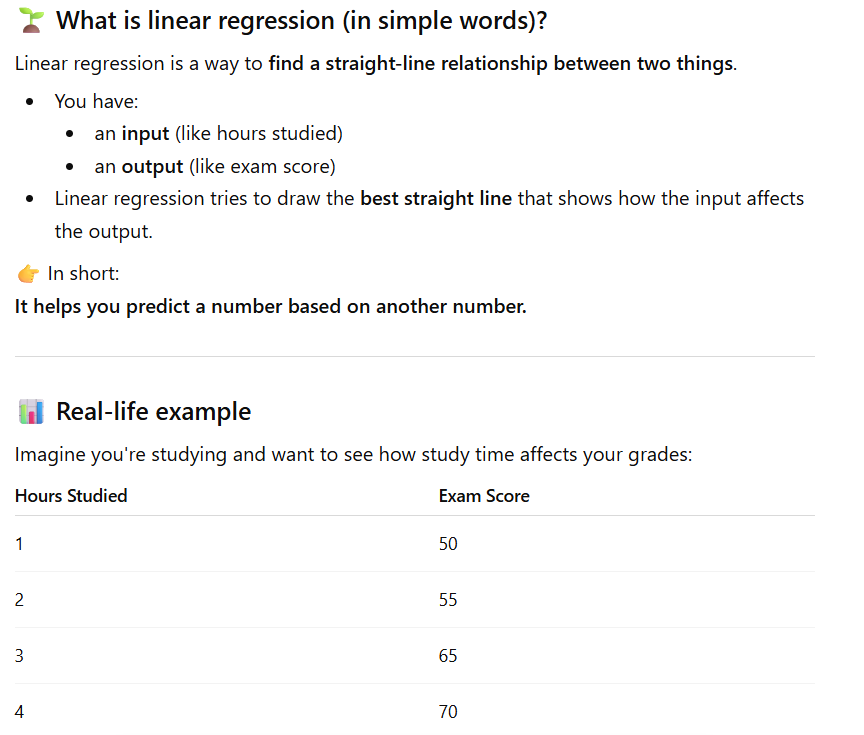 🌱 What is linear regression (in simple words)?
Linear regression is a way to find a straight-line relationship between two things.
• You have:
• an input (like hours studied)
• an output (like exam score)
• Linear regression tries to draw the best straight line that shows how the input affects
the output.
👉 In short:
It helps you predict a number based on another number.
📊 Real-life example
Imagine you're studying and want to see how study time affects your grades:
Hours Studied Exam Score
1 50
2 55
3 65
4 70